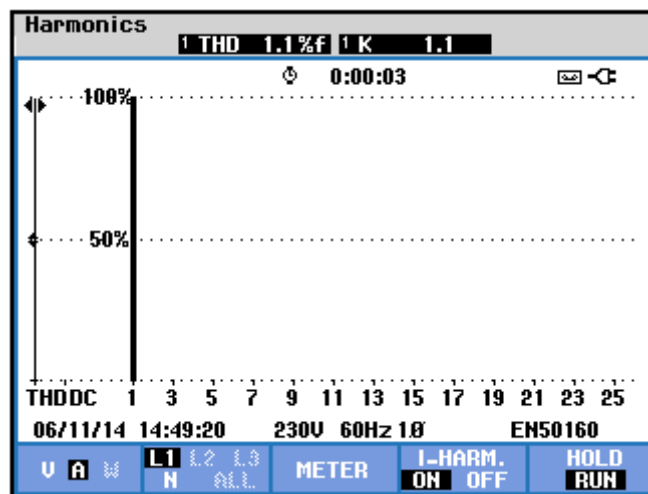 Harmonics
1 THD 1.1%f 1 K 1.1
0:00:03
100%
50%
THD DC 1 3 5 7 9 11 13 15 17 19 21 23 25
06/11/14 14:49:20 230V 60Hz 1Ø EN50160
V A W L1 L2 L3 METER I-HARM. HOLD
N ALL ON OFF RUN